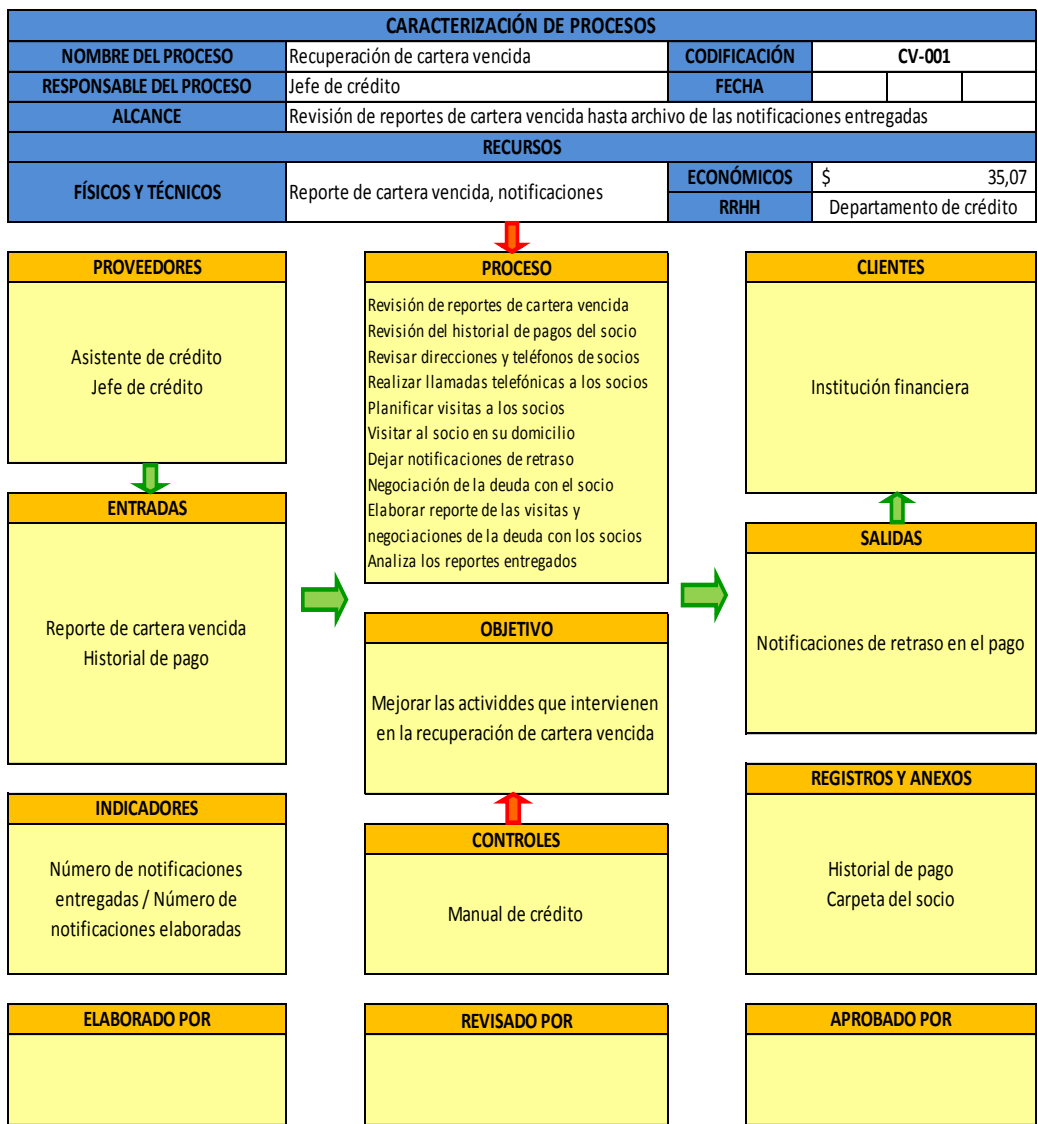 CARACTERIZACIÓN DE PROCESOS
NOMBRE DEL PROCESO Recuperación de cartera vencida CODIFICACIÓN CV-001
RESPONSABLE DEL PROCESO Jefe de crédito FECHA
ALCANCE Revisión de reportes de cartera vencida hasta archivo de las notificaciones entregadas
RECURSOS
FÍSICOS Y TÉCNICOS Reporte de cartera vencida, notificaciones
ECONÓMICOS $ 35,07
RRHH Departamento de crédito
PROVEEDORES
Asistente de crédito
Jefe de crédito
ENTRADAS
Reporte de cartera vencida
Historial de pago
INDICADORES
Número de notificaciones
entregadas / Número de
notificaciones elaboradas
PROCESO
Revisión de reportes de cartera vencida
Revisión del historial de pagos del socio
Revisar direcciones y teléfonos de socios
Realizar llamadas telefónicas a los socios
Planificar visitas a los socios
Visitar al socio en su domicilio
Dejar notificaciones de retraso
Negociación de la deuda con el socio
Elaborar reporte de las visitas y
negociaciones de la deuda con los socios
Analiza los reportes entregados
OBJETIVO
Mejorar las actividdes que intervienen
en la recuperación de cartera vencida
CONTROLES
Manual de crédito
CLIENTES
Institución financiera
SALIDAS
Notificaciones de retraso en el pago
REGISTROS Y ANEXOS
Historial de pago
Carpeta del socio
ELABORADO POR
REVISADO POR
APROBADO POR